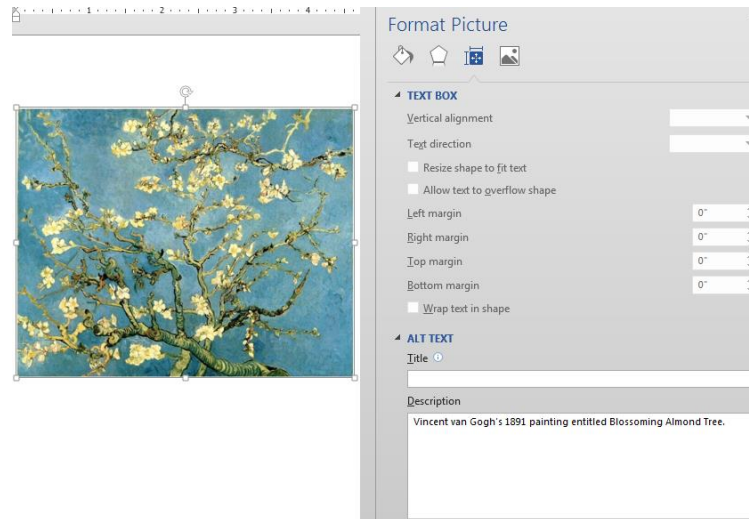 1 2 3 4
Format Picture
TEXT BOX
Vertical alignment
Text direction
Resize shape to fit text
Allow text to overflow shape
Left margin 0"
Right margin 0"
Top margin 0"
Bottom margin 0"
Wrap text in shape
ALT TEXT
Title
Description
Vincent van Gogh's 1891 painting entitled Blossoming Almond Tree.